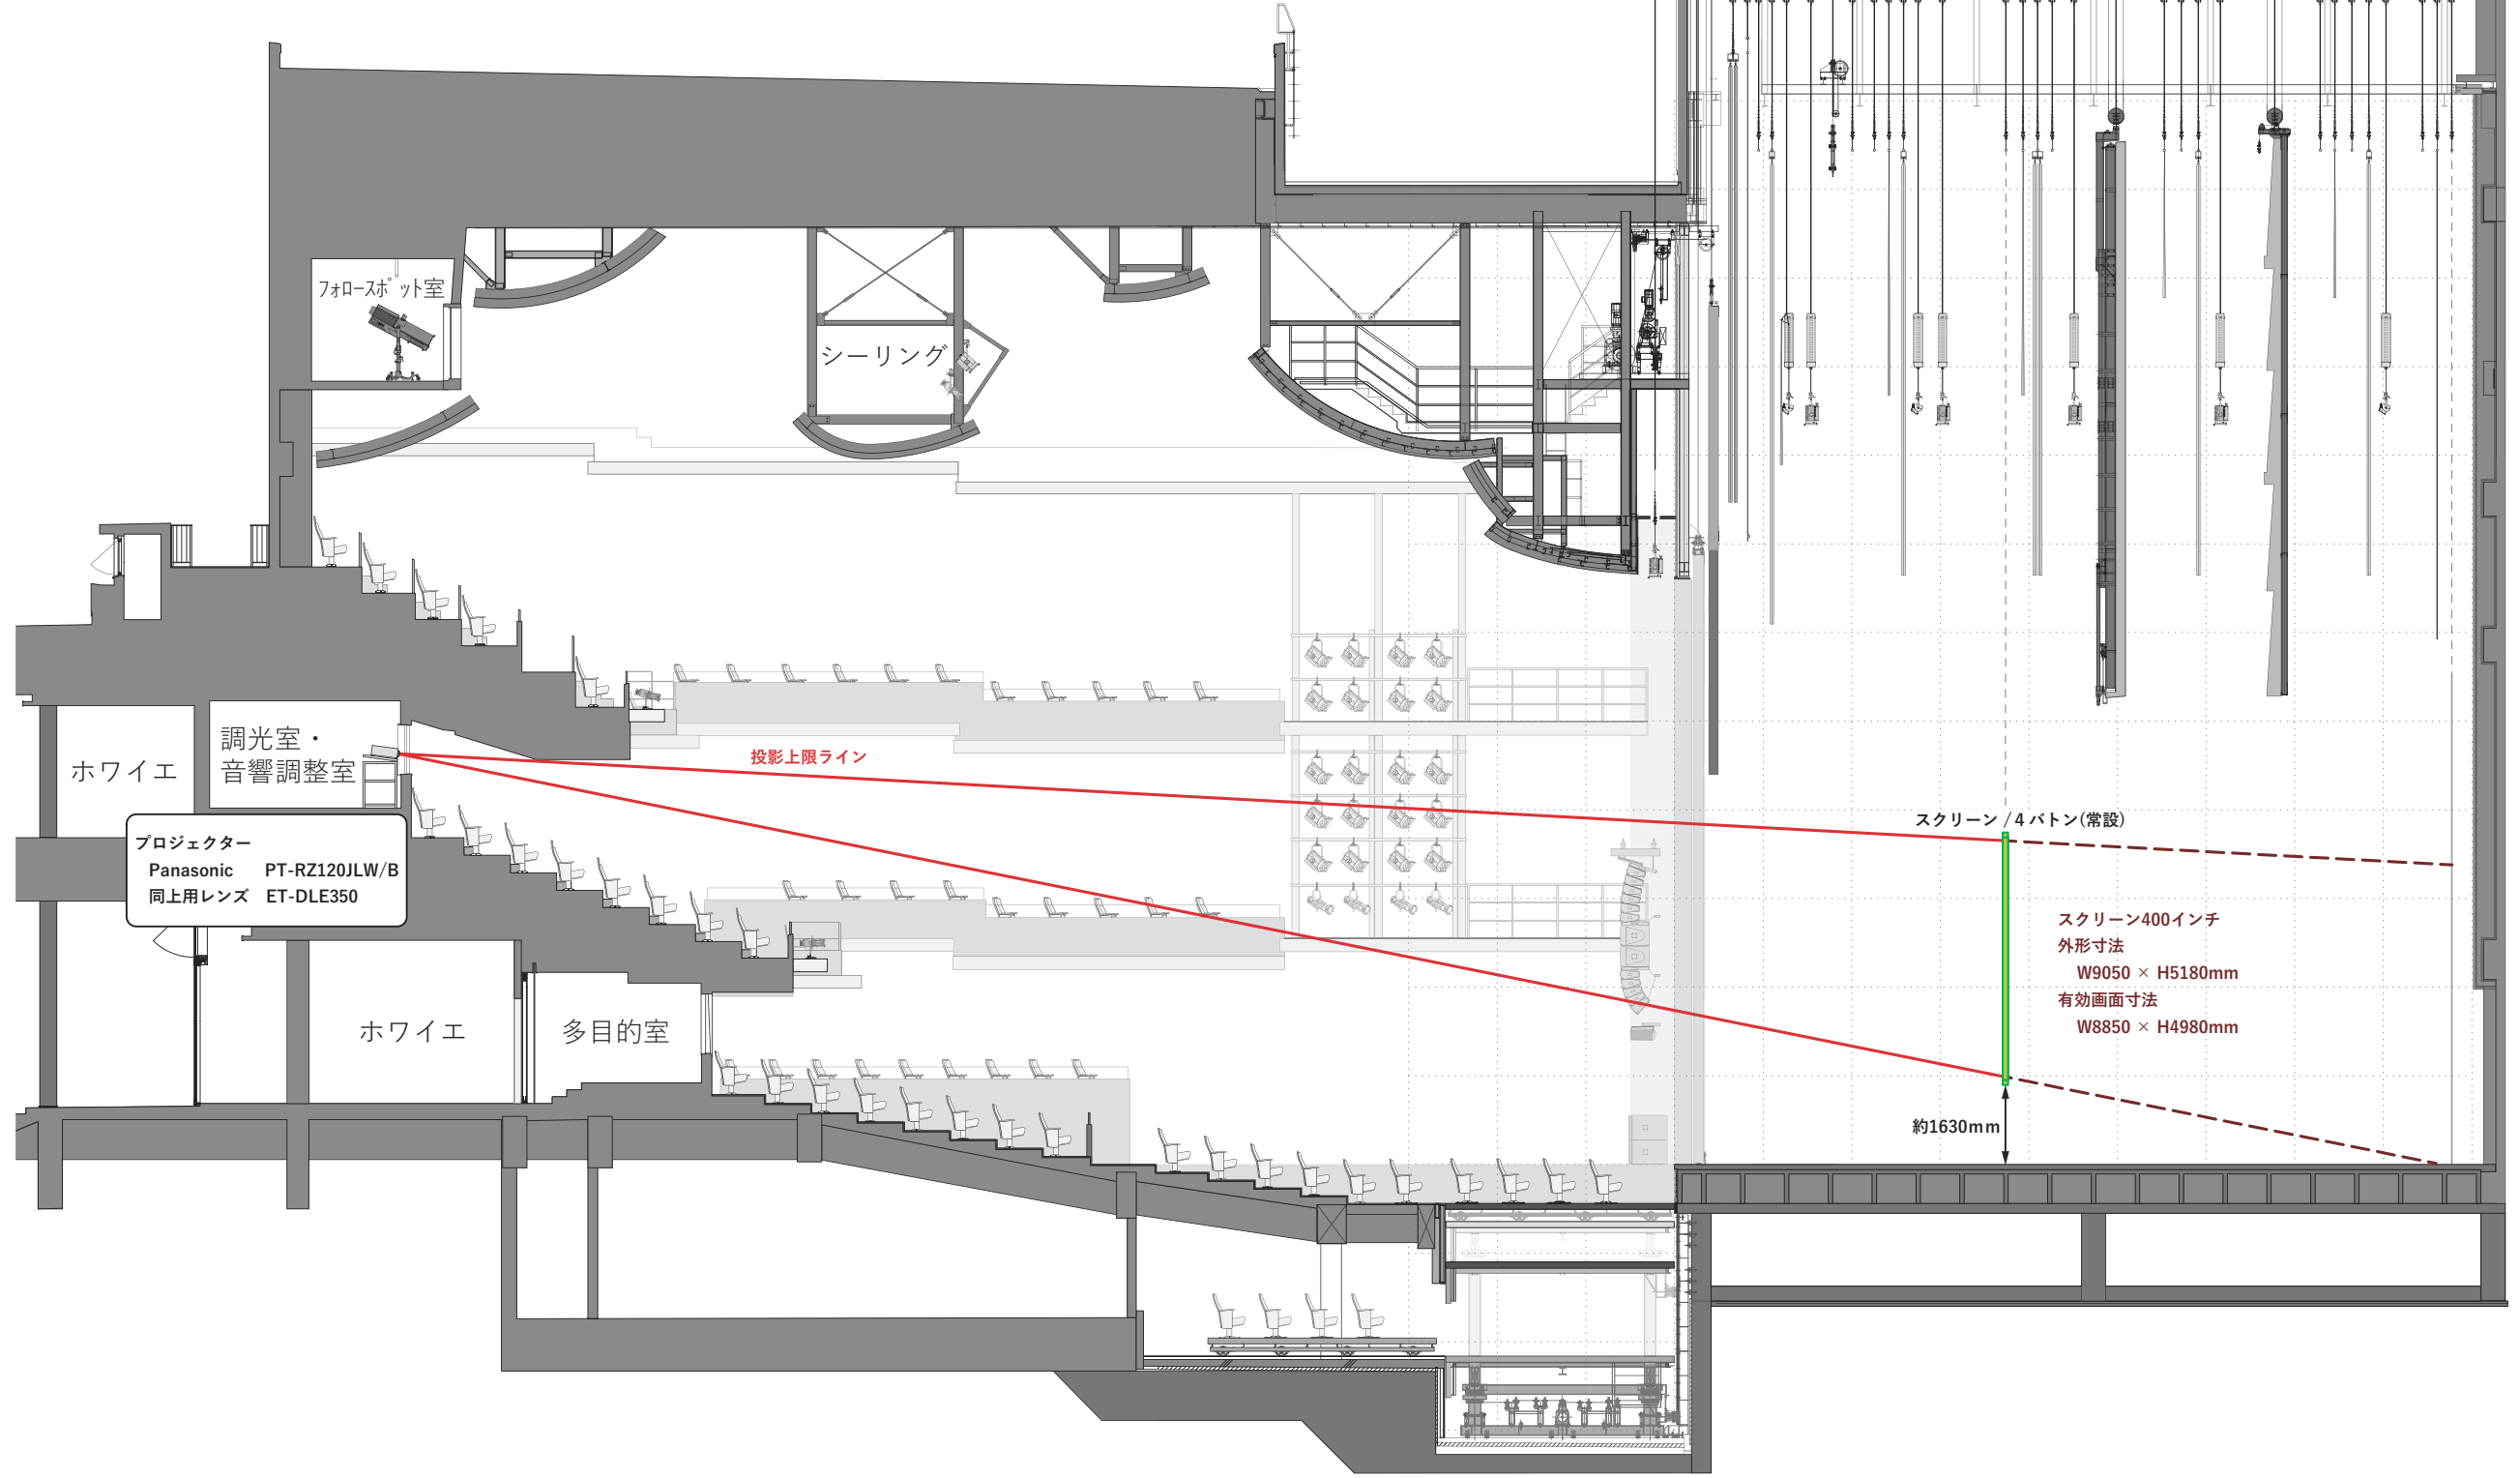 フォロースポット室
シーリング
調光室・
音響調整室
ホワイエ
投影上限ライン
スクリーン / 4 バトン(常設)
プロジェクター
Panasonic PT-RZ120JLW/B
同上用レンズ ET-DLE350
スクリーン400インチ
外形寸法
W9050 × H5180mm
有効画面寸法
W8850 × H4980mm
ホワイエ
多目的室
約1630mm